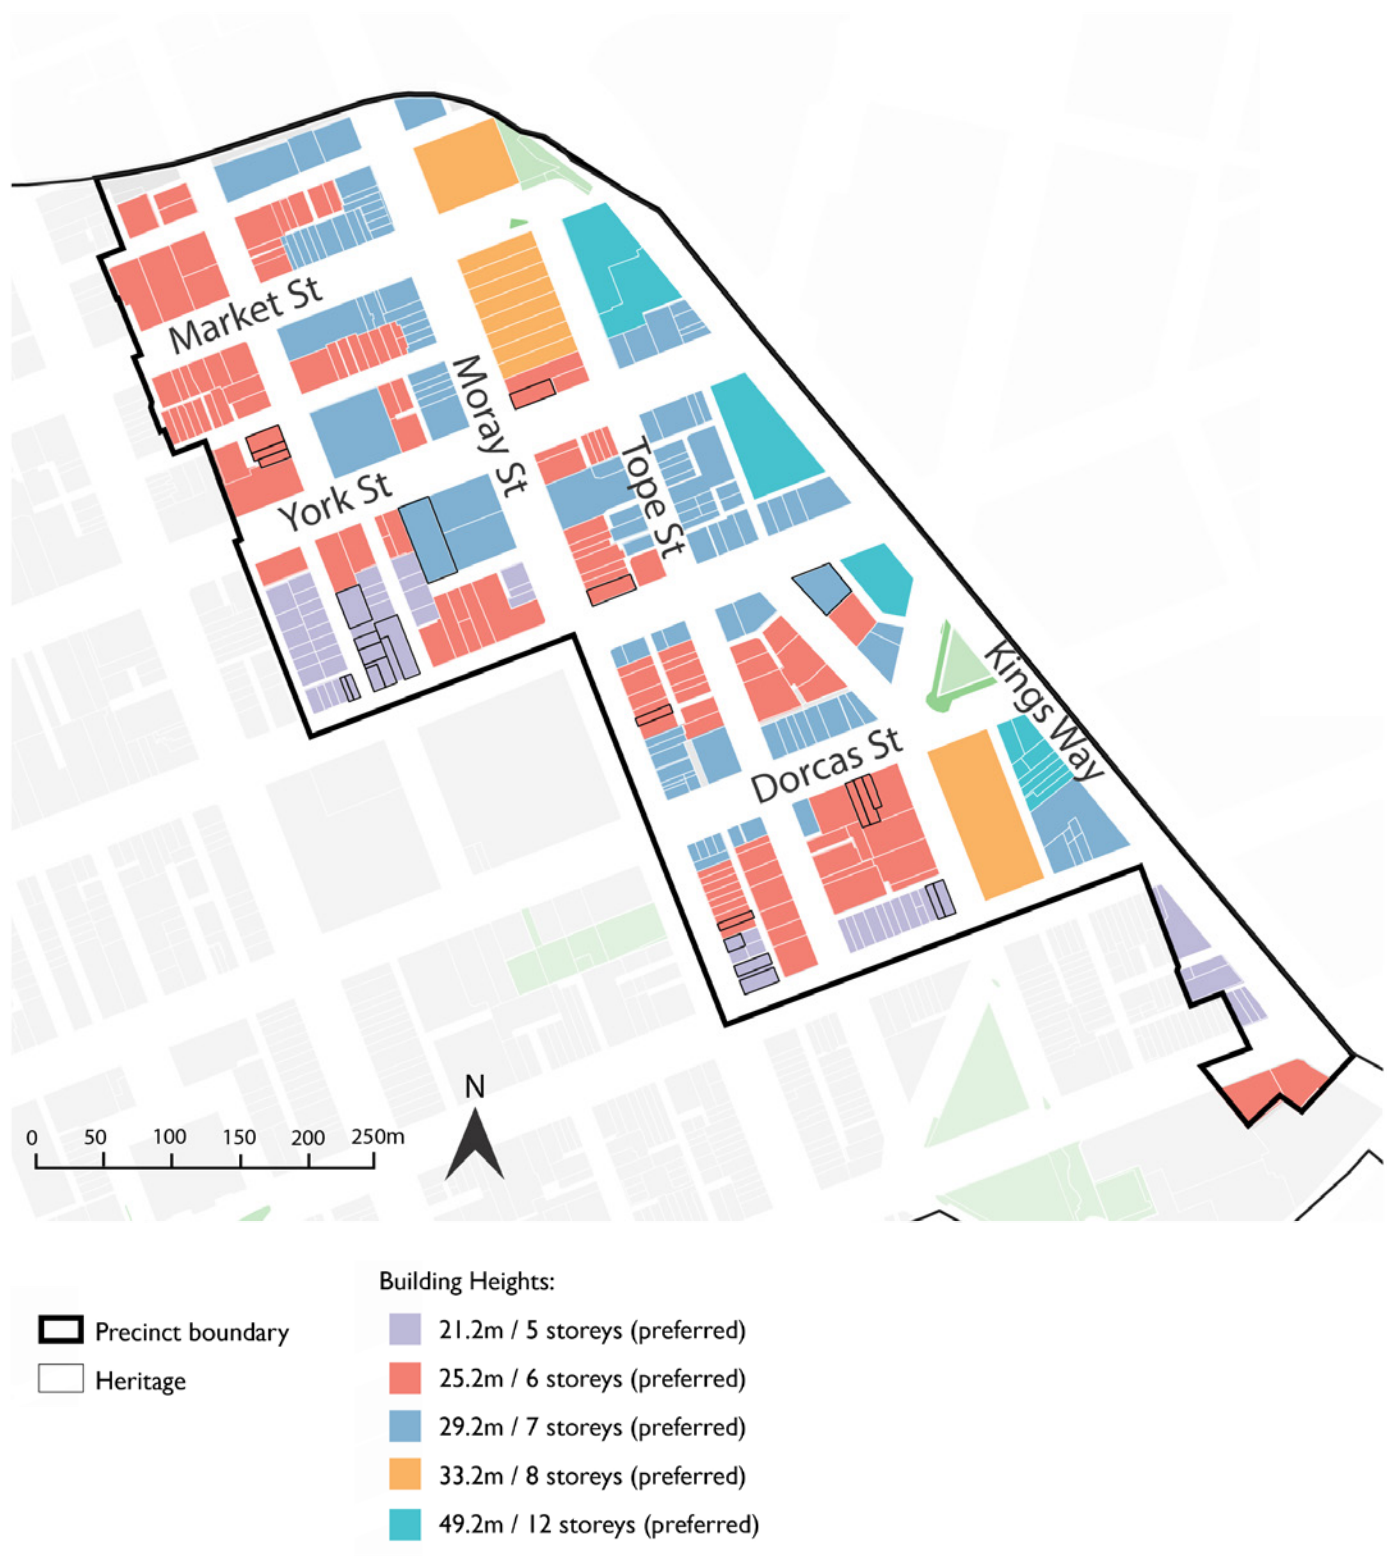 Market St
Moray St
York St
Tope St
Kings Way
Dorcas St
N
0 50 100 150 200 250m
Building Heights:
Precinct boundary
Heritage
21.2m / 5 storeys (preferred)
25.2m / 6 storeys (preferred)
29.2m / 7 storeys (preferred)
33.2m / 8 storeys (preferred)
49.2m / 12 storeys (preferred)